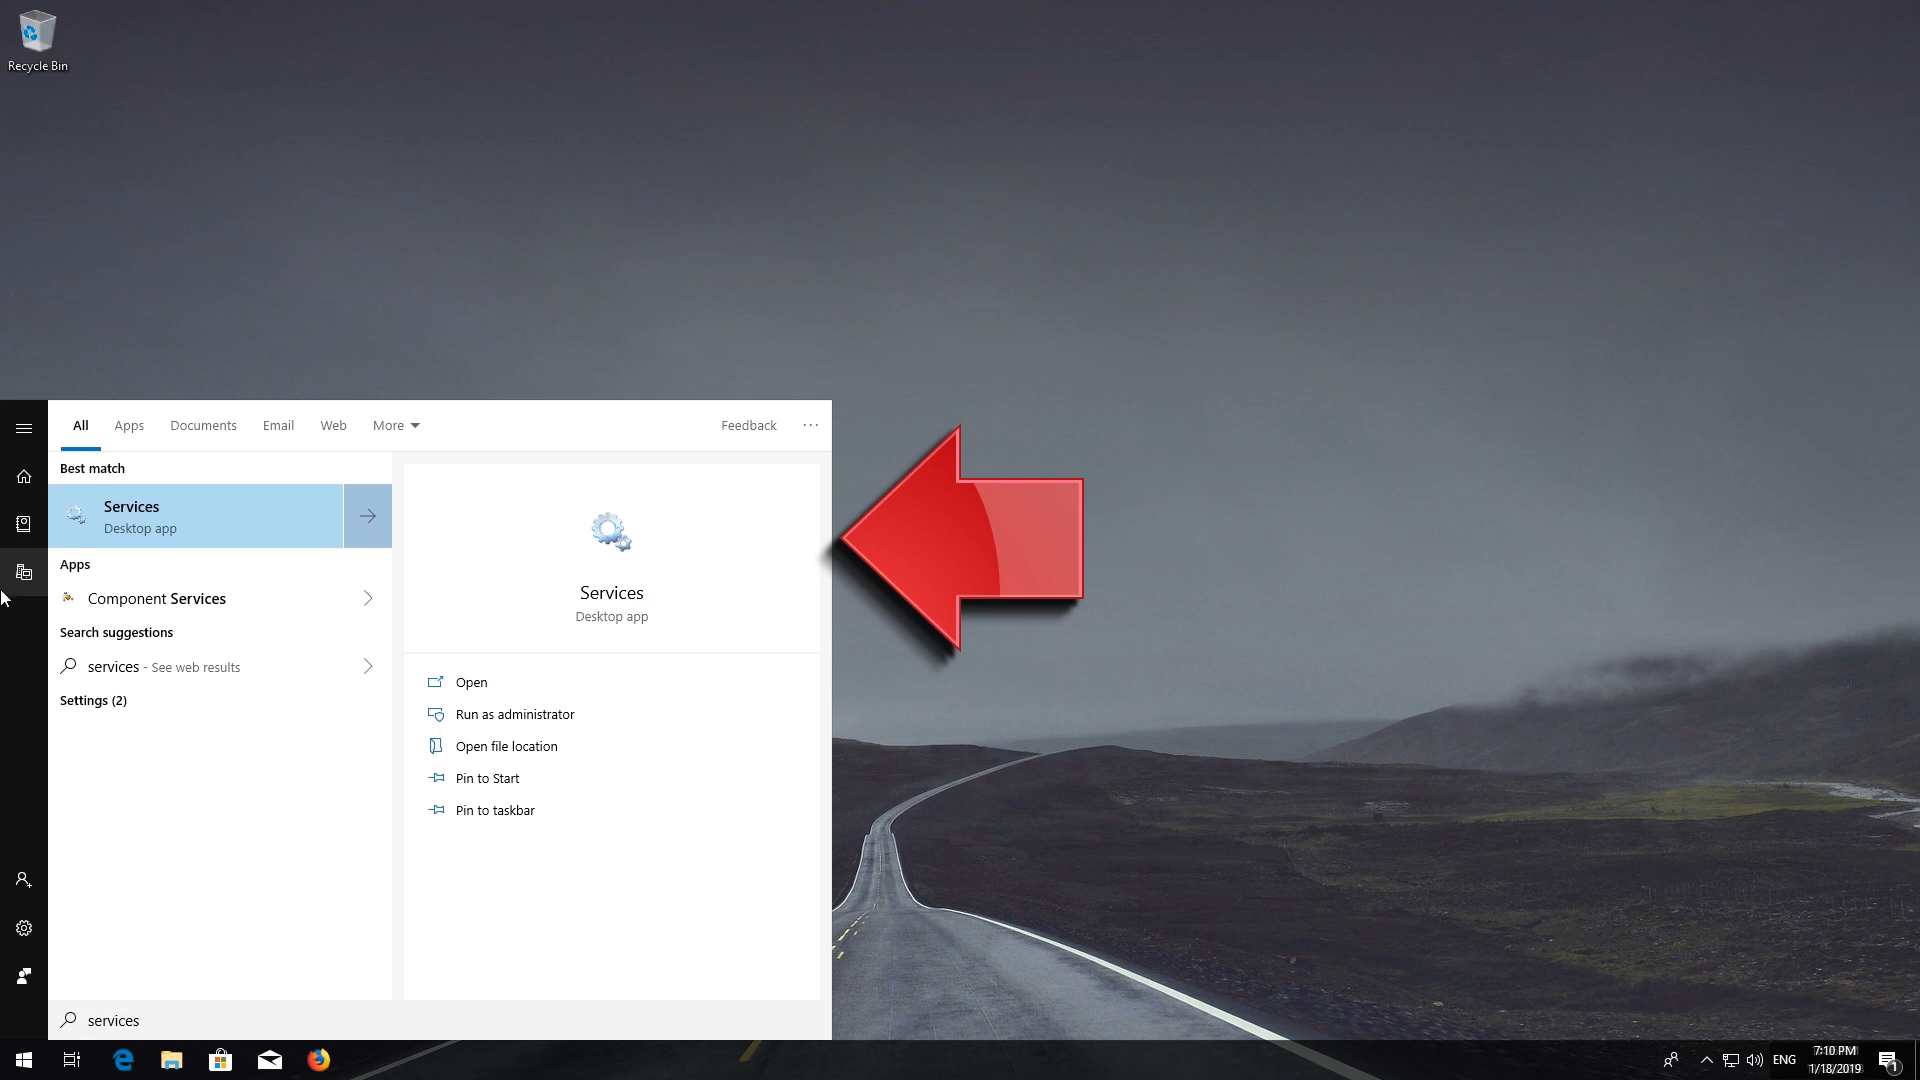 Recycle Bin
All Apps Documents Email Web More Feedback ...
Best match
Services
Desktop app
Apps
Component Services
Search suggestions
services - See web results
Settings (2)
Services
Desktop app
Open
Run as administrator
Open file location
Pin to Start
Pin to taskbar
services
ENG
7:10 PM
1/18/2019
1